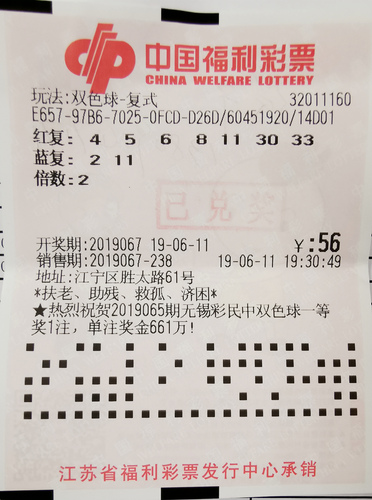 中国福利彩票
CHINA WELFARE LOTTERY
玩法:双色球-复式 32011160
E657-97B6-7025-0FCD-D26D/60451920/14D01
红复: 4 5 6 8 11 30 33
蓝复: 2 11
倍数:2
已兑奖
开奖期:2019067 19-06-11 ￥:56
销售期:2019067-238 19-06-11 19:30:49
地址:江宁区胜太路61号
*扶老、助残、救孤、济困*
★热烈祝贺2019065期无锡彩民中双色球一等
奖1注，单注奖金661万!
江苏省福利彩票发行中心承销